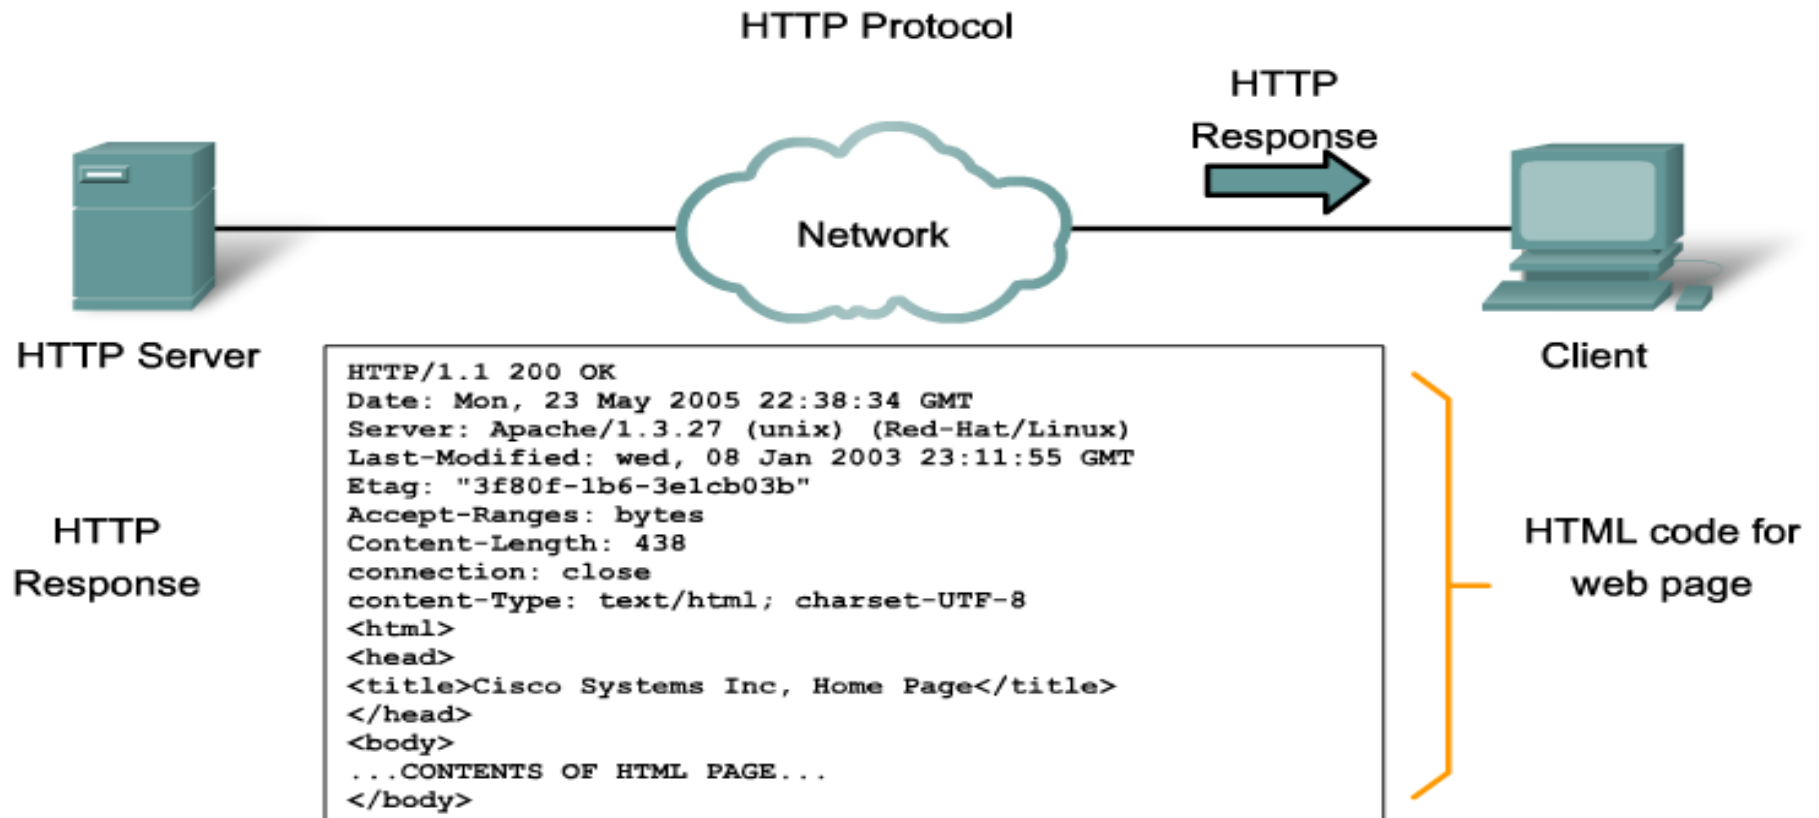 HTTP Protocol
HTTP
Response
Network
HTTP Server
Client
HTTP/1.1 200 OK
Date: Mon, 23 May 2005 22:38:34 GMT
Server: Apache/1.3.27 (unix) (Red-Hat/Linux)
Last-Modified: wed, 08 Jan 2003 23:11:55 GMT
Etag: "3f80f-1b6-3e1cb03b"
Accept-Ranges: bytes
Content-Length: 438
connection: close
content-Type: text/html; charset-UTF-8
<html>
<head>
<title>Cisco Systems Inc, Home Page</title>
</head>
<body>
...CONTENTS OF HTML PAGE...
</body>
HTTP
Response
HTML code for
web page